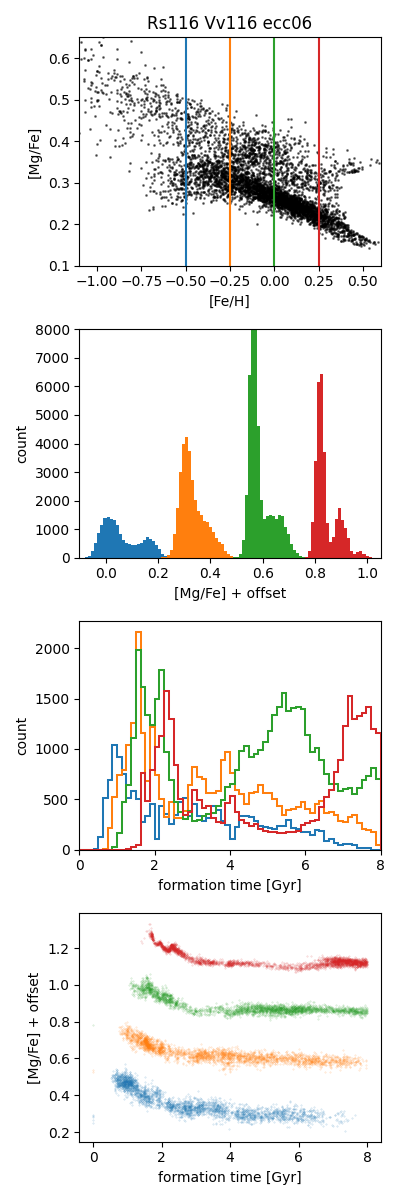 Rs116 Vv116 ecc06
0.6
0.5
0.4
0.3
0.2
0.1
[Mg/Fe]
−1.00 −0.75 −0.50 −0.25 0.00 0.25 0.50
[Fe/H]
8000
7000
6000
5000
4000
3000
2000
1000
0
count
0.0 0.2 0.4 0.6 0.8 1.0
[Mg/Fe] + offset
2000
1500
1000
500
0
count
0 2 4 6 8
formation time [Gyr]
1.2
1.0
0.8
0.6
0.4
0.2
[Mg/Fe] + offset
0 2 4 6 8
formation time [Gyr]